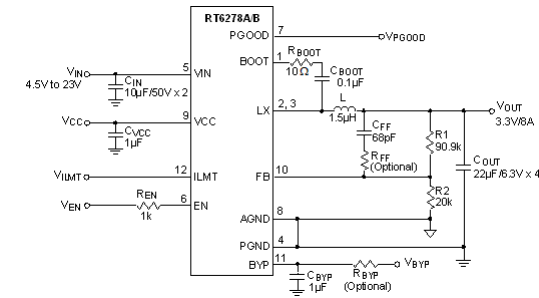 RT6278A/B
PGOOD 7 VPGOOD
BOOT 1 RBOOT
10Ω
CBOOT
0.1µF
VIN 5 VIN
4.5V to 23V
CIN
10µF/50V x 2
LX 2, 3 L
1.5µH
VOUT
3.3V/8A
VCC 9 VCC
CVCC
1µF
CFF
68pF
RFF
(Optional)
R1
90.9k
COUT
22µF/6.3V x 4
VILMT 12 ILMT
FB 10
VEN REN 6 EN
1k
R2
20k
AGND 8
PGND 4
BYP 11 VBYP
CBYP
1µF
RBYP
(Optional)